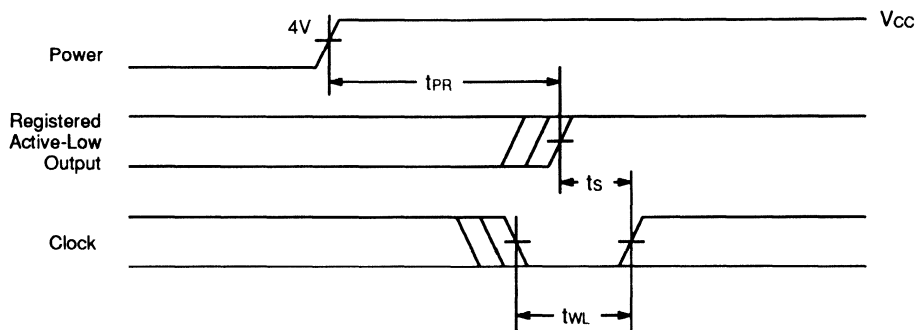 4V
VCC
Power
tPR
Registered
Active-Low
Output
tS
Clock
tWL